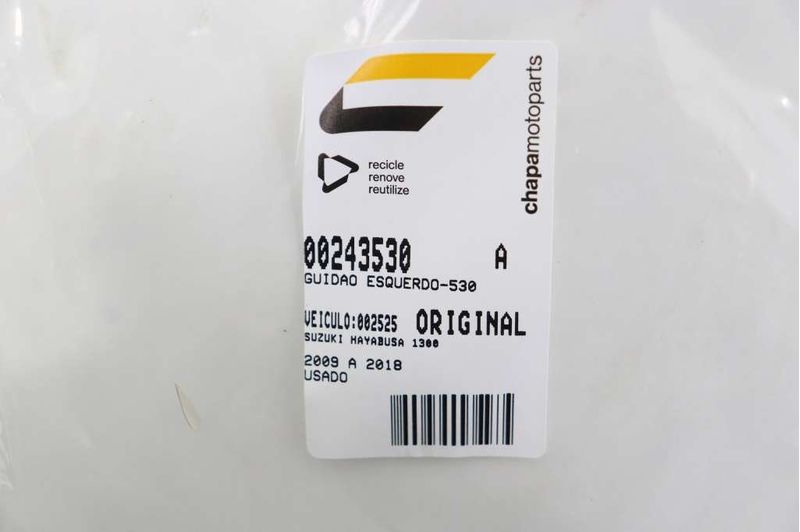 chapamotoparts
recicle
renove
reutilize
00243530 A
GUIDAO ESQUERDO-530
VEICULO:002525 ORIGINAL
SUZUKI HAYABUSA 1300
2009 A 2018
USADO